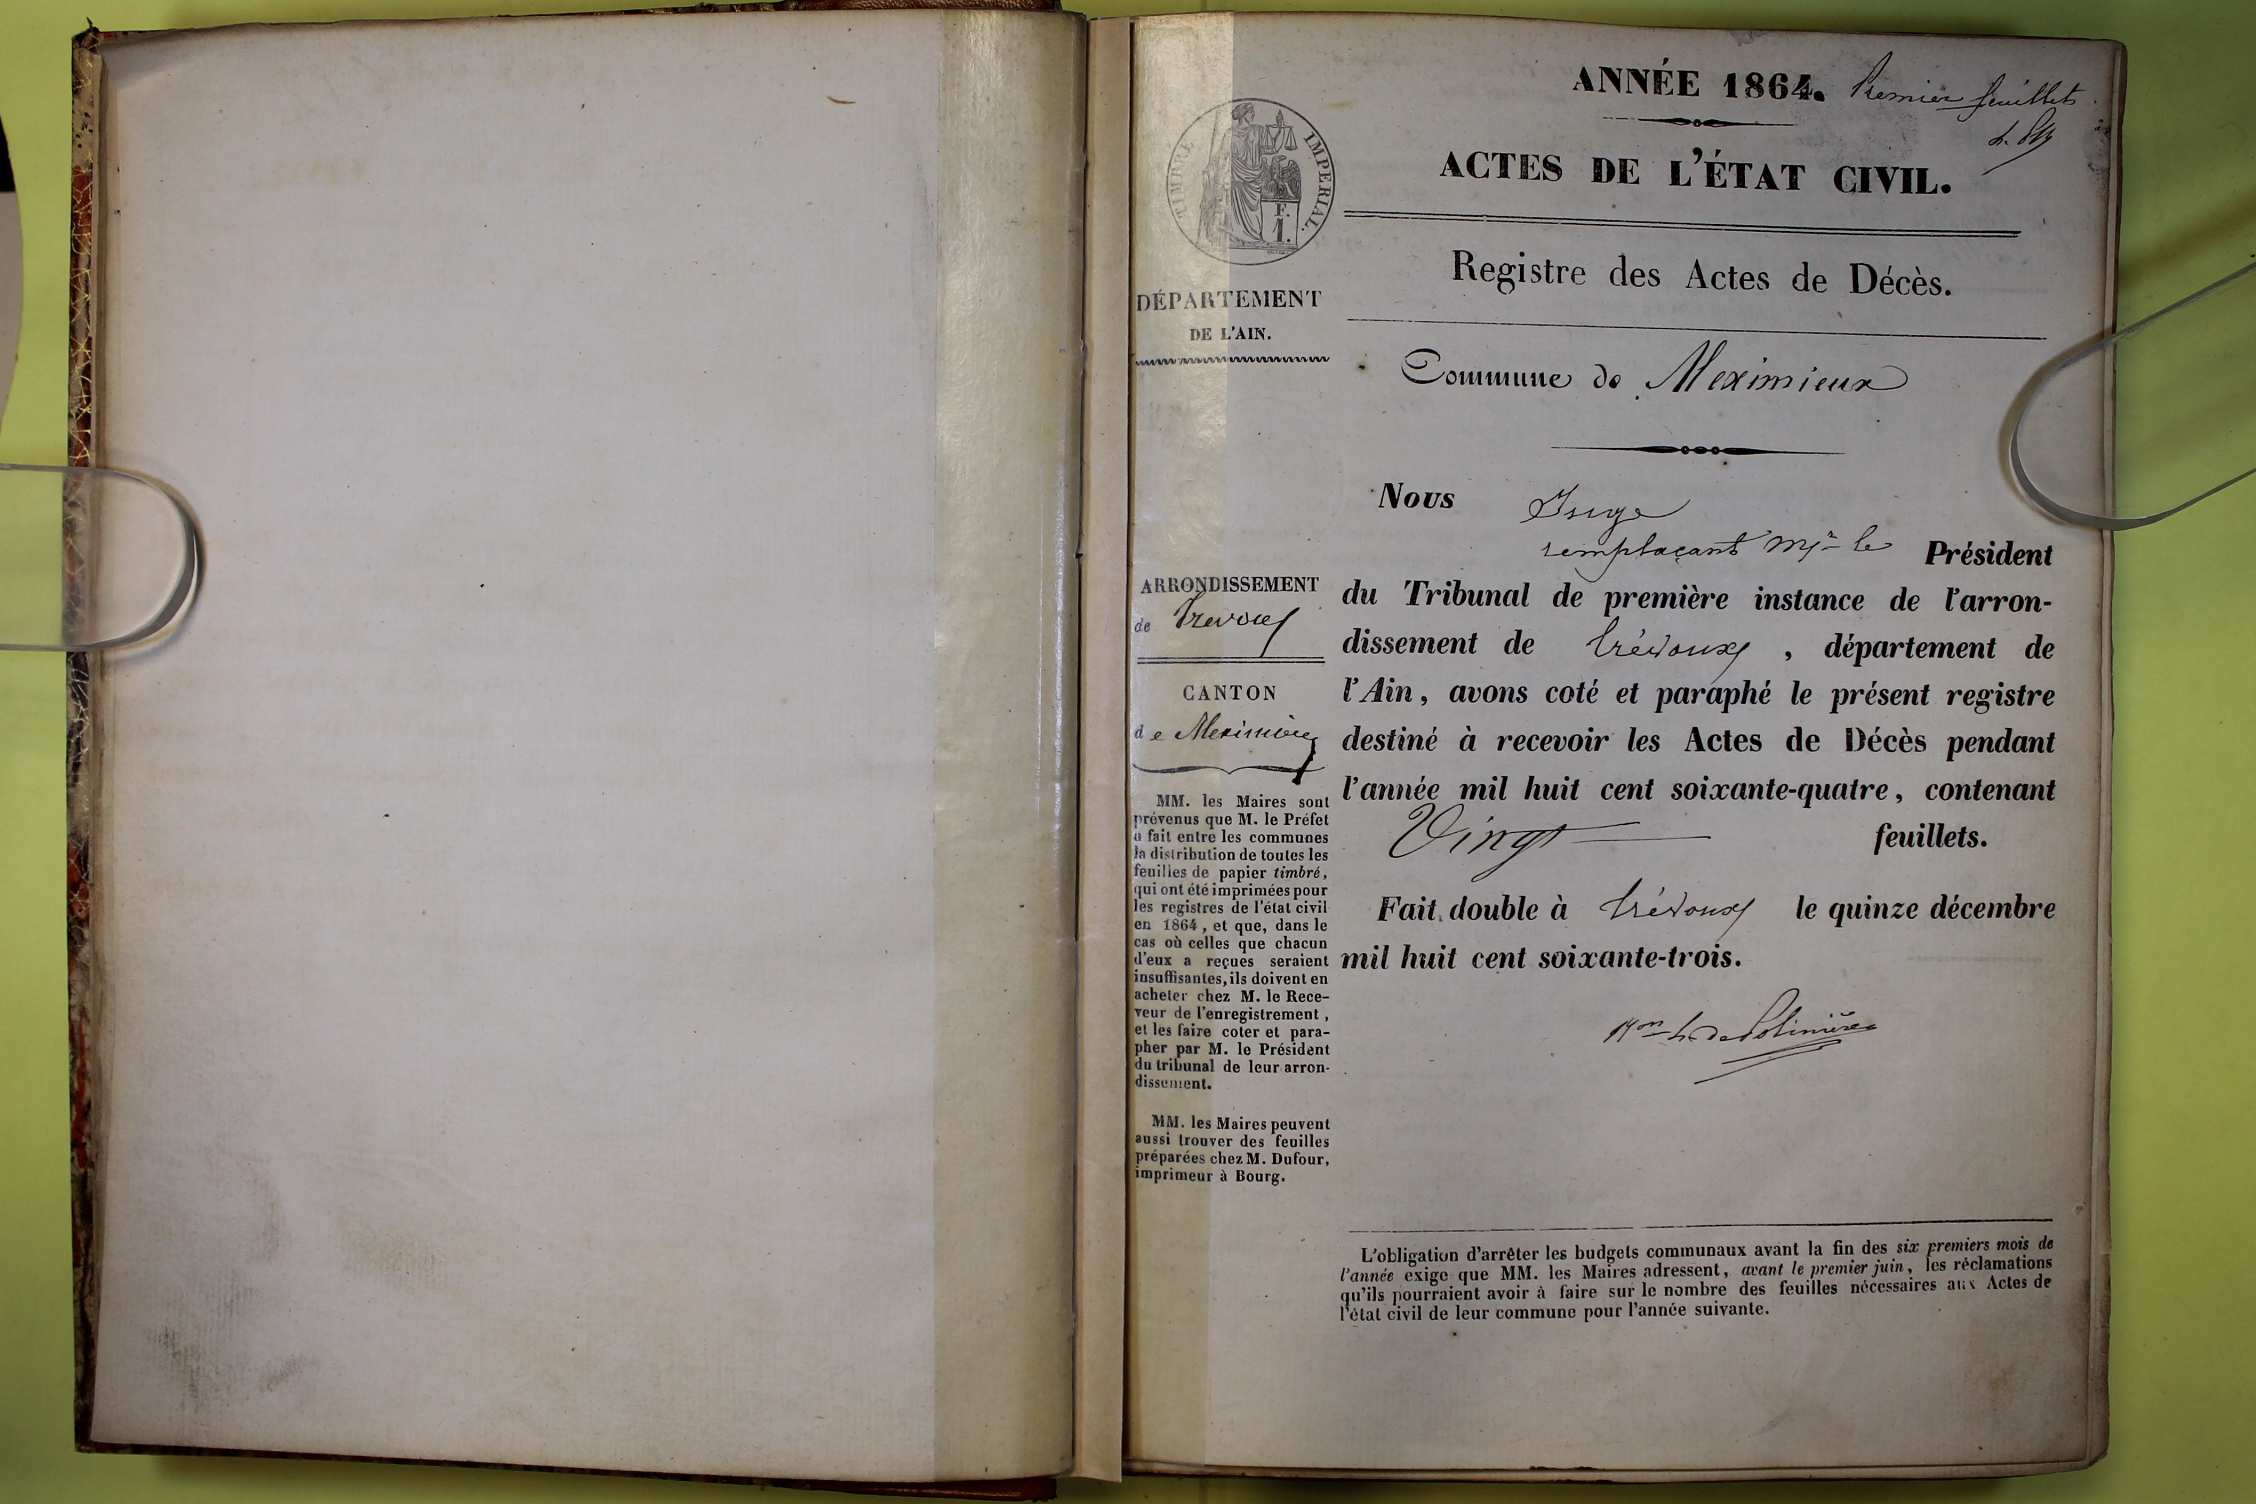 ANNÉE 1864. Premier feuillet
ACTES DE L'ÉTAT CIVIL.
TIMBRE IMPERIAL.
F.
1.
Registre des Actes de Décès.
DÉPARTEMENT
DE L'AIN.
Commune de Meximieux
Nous Juge
remplaçant Mr le Président
du Tribunal de première instance de l'arron-
dissement de Trévoux, département de
l'Ain, avons coté et paraphé le présent registre
destiné à recevoir les Actes de Décès pendant
l'année mil huit cent soixante-quatre, contenant
Vingt feuillets.
Fait double à Trévoux le quinze décembre
mil huit cent soixante-trois.
de Polinière
ARRONDISSEMENT
de Trevoux
CANTON
de Meximieux
MM. les Maires sont
prévenus que M. le Préfet
a fait entre les communes
la distribution de toutes les
feuilles de papier timbré,
qui ont été imprimées pour
les registres de l'état civil
en 1864, et que, dans le
cas où celles que chacun
d'eux a reçues seraient
insuffisantes, ils doivent en
acheter chez M. le Rece-
veur de l'enregistrement,
et les faire coter et para-
pher par M. le Président
du tribunal de leur arron-
dissement.
MM. les Maires peuvent
aussi trouver des feuilles
préparées chez M. Dufour,
imprimeur à Bourg.
L'obligation d'arrêter les budgets communaux avant la fin des six premiers mois de
l'année exige que MM. les Maires adressent, avant le premier juin, les réclamations
qu'ils pourraient avoir à faire sur le nombre des feuilles nécessaires aux Actes de
l'état civil de leur commune pour l'année suivante.